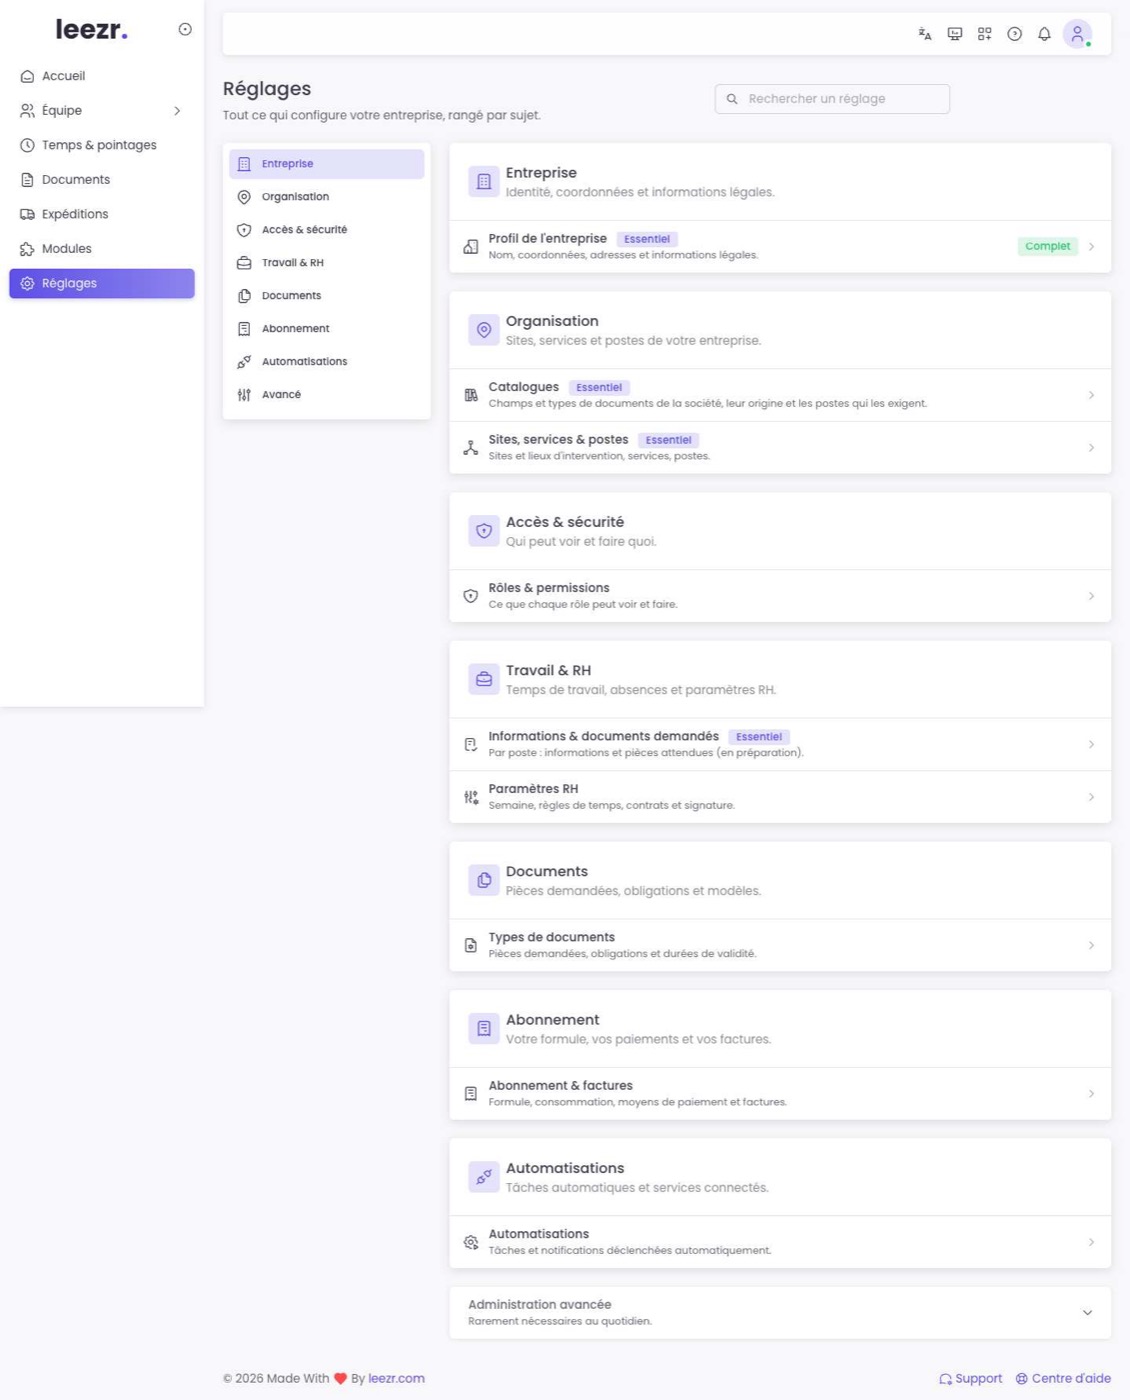 leezr.
Accueil
Équipe
Temps & pointages
Documents
Expéditions
Modules
Réglages
Réglages
Tout ce qui configure votre entreprise, rangé par sujet.
Rechercher un réglage
Entreprise
Organisation
Accès & sécurité
Travail & RH
Documents
Abonnement
Automatisations
Avancé
Entreprise
Identité, coordonnées et informations légales.
Profil de l'entreprise Essentiel
Nom, coordonnées, adresses et informations légales.
Complet
Organisation
Sites, services et postes de votre entreprise.
Catalogues Essentiel
Champs et types de documents de la société, leur origine et les postes qui les exigent.
Sites, services & postes Essentiel
Sites et lieux d'intervention, services, postes.
Accès & sécurité
Qui peut voir et faire quoi.
Rôles & permissions
Ce que chaque rôle peut voir et faire.
Travail & RH
Temps de travail, absences et paramètres RH.
Informations & documents demandés Essentiel
Par poste : informations et pièces attendues (en préparation).
Paramètres RH
Semaine, règles de temps, contrats et signature.
Documents
Pièces demandées, obligations et modèles.
Types de documents
Pièces demandées, obligations et durées de validité.
Abonnement
Votre formule, vos paiements et vos factures.
Abonnement & factures
Formule, consommation, moyens de paiement et factures.
Automatisations
Tâches automatiques et services connectés.
Automatisations
Tâches et notifications déclenchées automatiquement.
Administration avancée
Rarement nécessaires au quotidien.
© 2026 Made With ❤️ By leezr.com
Support
Centre d'aide